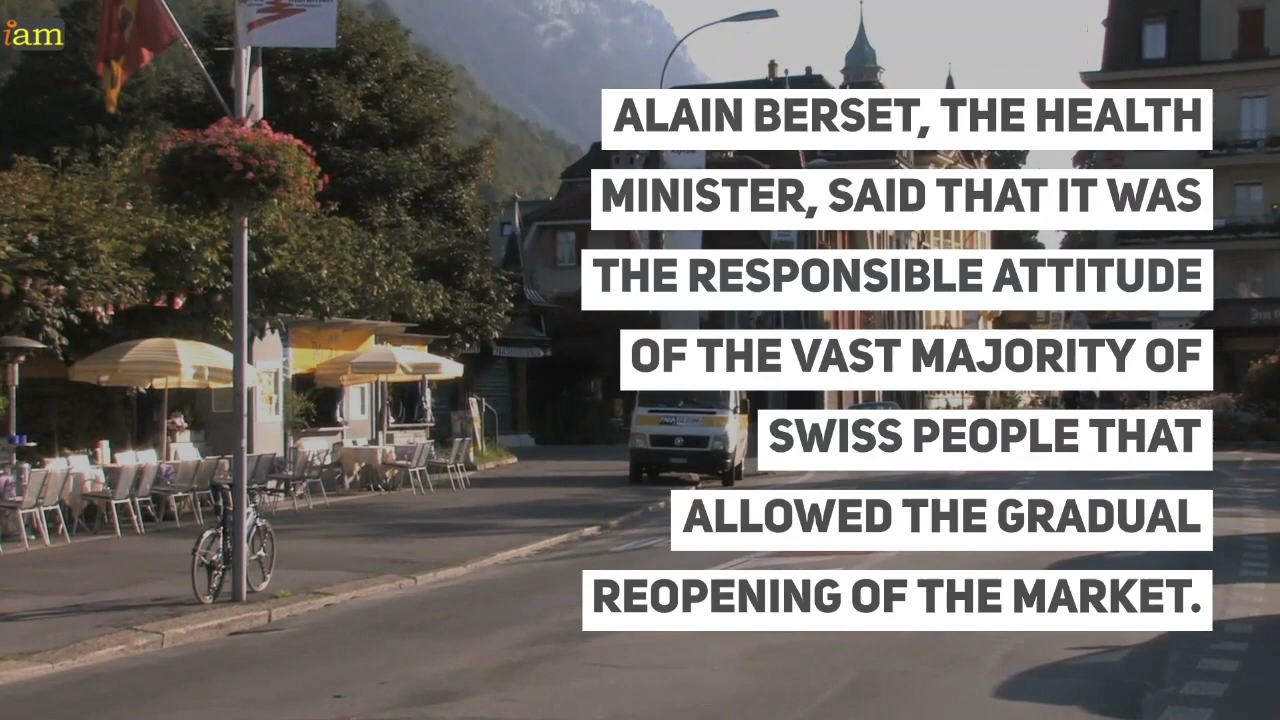 iam
ALAIN BERSET, THE HEALTH
MINISTER, SAID THAT IT WAS
THE RESPONSIBLE ATTITUDE
OF THE VAST MAJORITY OF
SWISS PEOPLE THAT
ALLOWED THE GRADUAL
REOPENING OF THE MARKET.